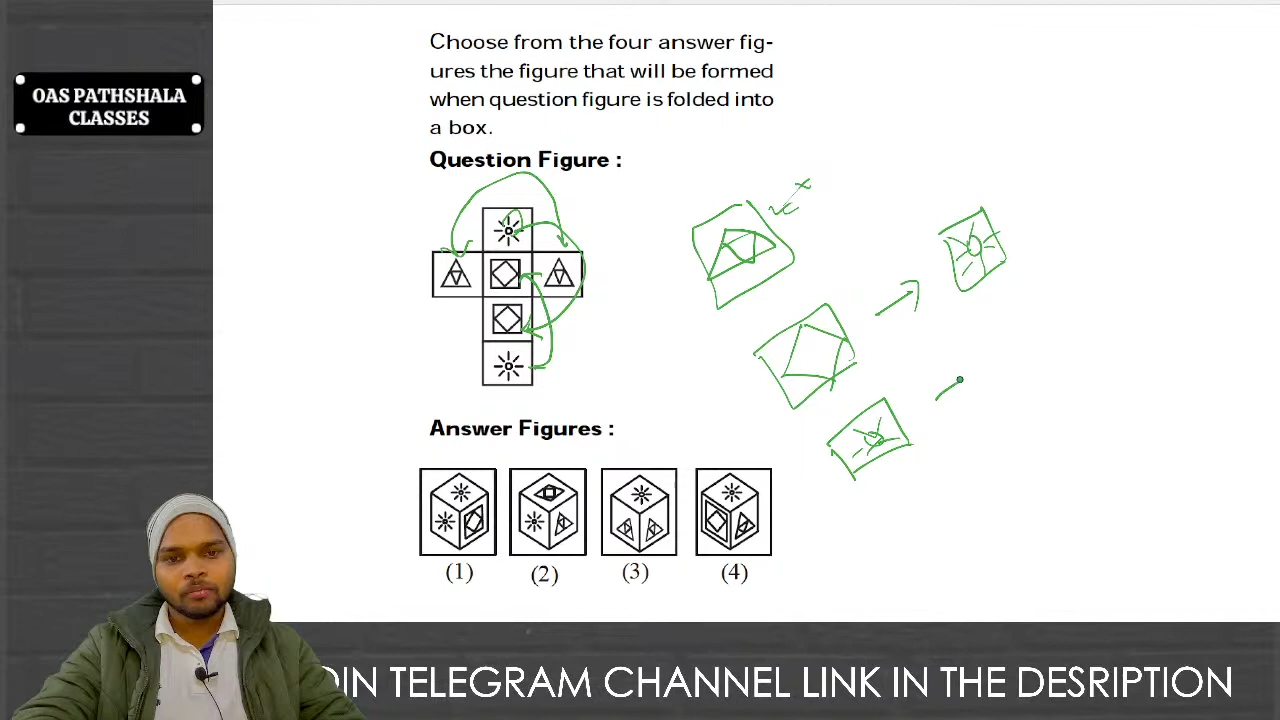 OAS PATHSHALA
CLASSES
Choose from the four answer fig-
ures the figure that will be formed
when question figure is folded into
a box.
Question Figure :
Answer Figures :
(1) (2) (3) (4)
OIN TELEGRAM CHANNEL LINK IN THE DESRIPTION